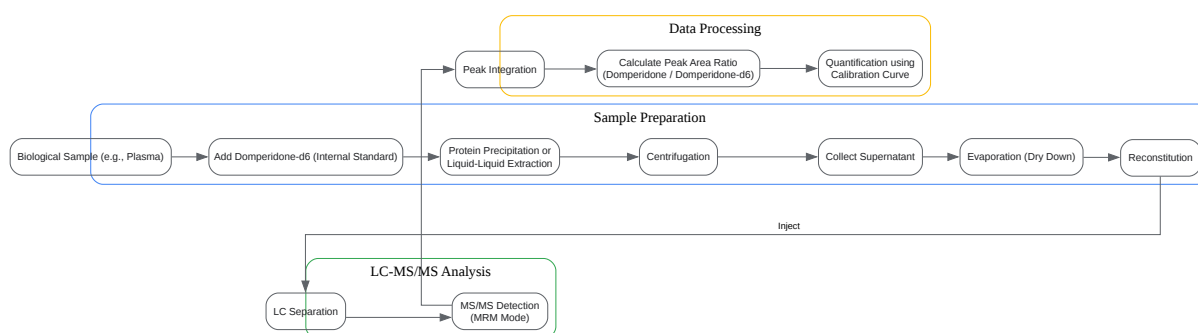 Data Processing
Peak Integration
Calculate Peak Area Ratio
(Domperidone / Domperidone-d6)
Quantification using
Calibration Curve
Sample Preparation
Biological Sample (e.g., Plasma)
Add Domperidone-d6 (Internal Standard)
Protein Precipitation or
Liquid-Liquid Extraction
Centrifugation
Collect Supernatant
Evaporation (Dry Down)
Reconstitution
Inject
LC-MS/MS Analysis
LC Separation
MS/MS Detection
(MRM Mode)